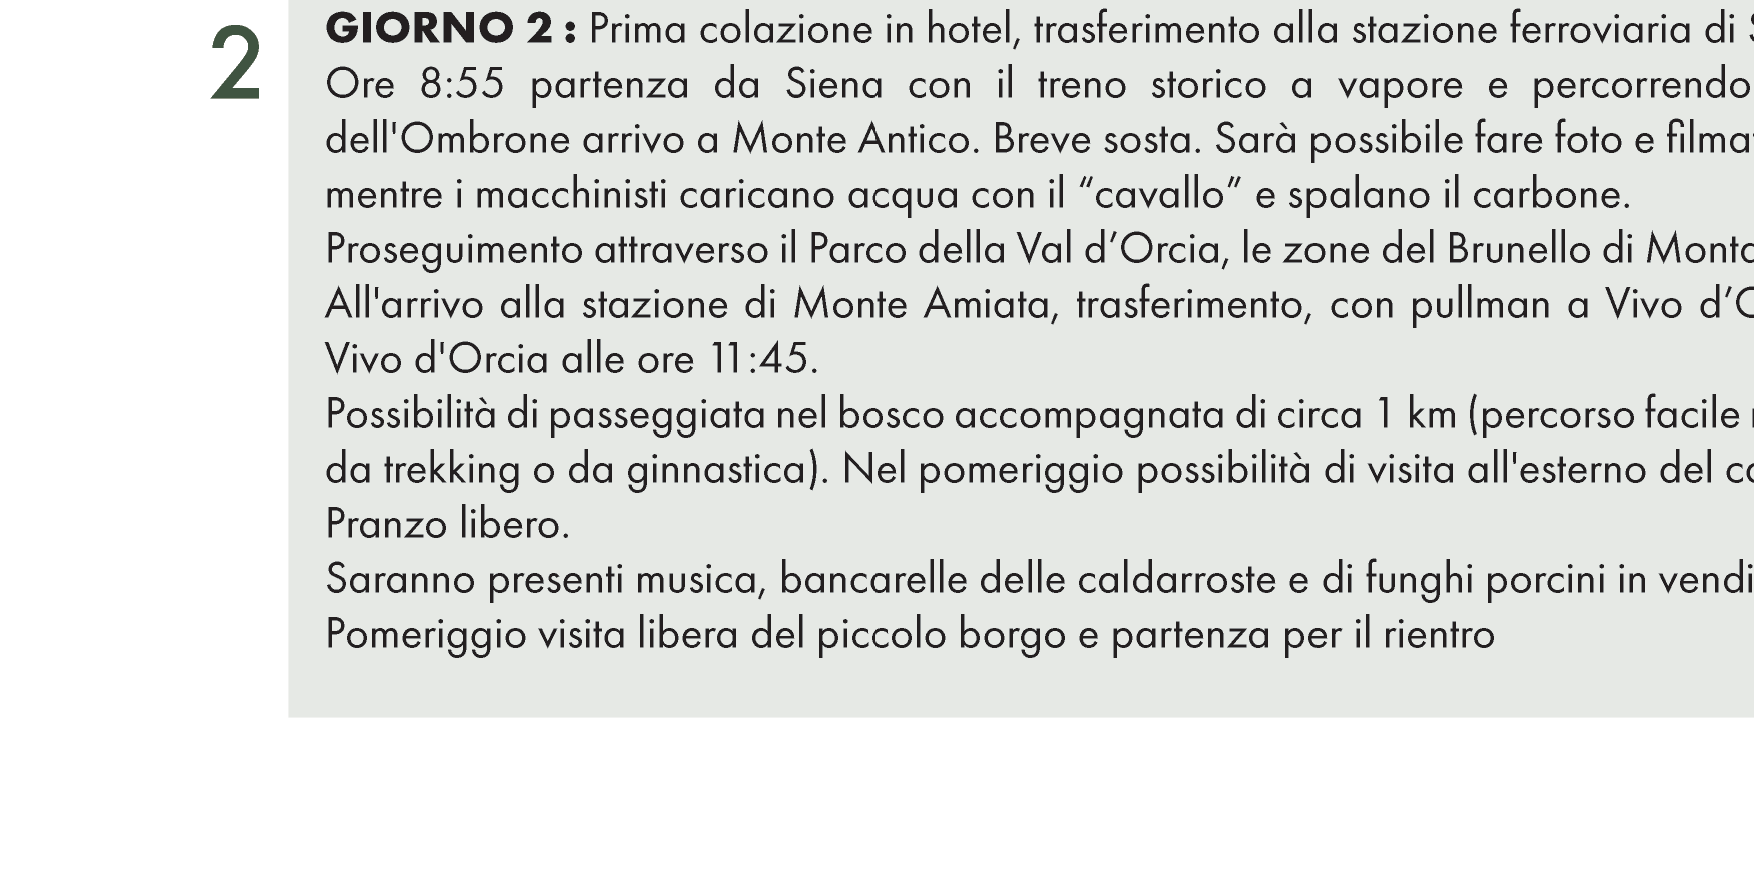 2
GIORNO 2 : Prima colazione in hotel, trasferimento alla stazione ferroviaria di
Ore 8:55 partenza da Siena con il treno storico a vapore e percorrendo
dell'Ombrone arrivo a Monte Antico. Breve sosta. Sarà possibile fare foto e
mentre i macchinisti caricano acqua con il “cavallo” e spalano il carbone.
Proseguimento attraverso il Parco della Val d’Orcia, le zone del Brunello di
All'arrivo alla stazione di Monte Amiata, trasferimento, con pullman a Vivo
Vivo d'Orcia alle ore 11:45.
Possibilità di passeggiata nel bosco accompagnata di circa 1 km (percorso facile
da trekking o da ginnastica). Nel pomeriggio possibilità di visita all'esterno del
Pranzo libero.
Saranno presenti musica, bancarelle delle caldarroste e di funghi porcini in
Pomeriggio visita libera del piccolo borgo e partenza per il rientro